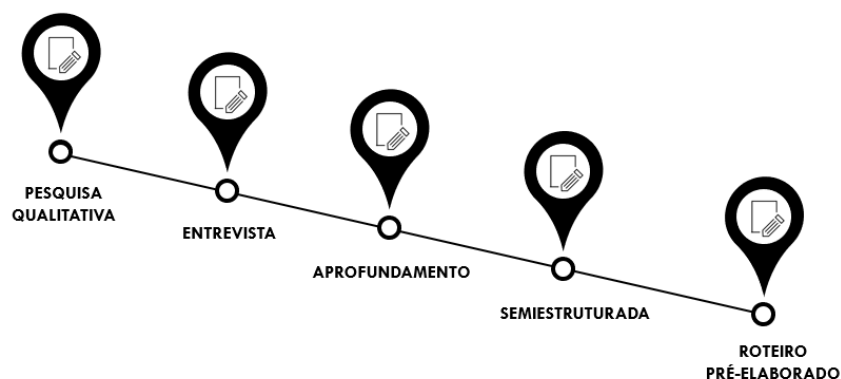 PESQUISA
QUALITATIVA
ENTREVISTA
APROFUNDAMENTO
SEMIESTRUTURADA
ROTEIRO
PRÉ-ELABORADO